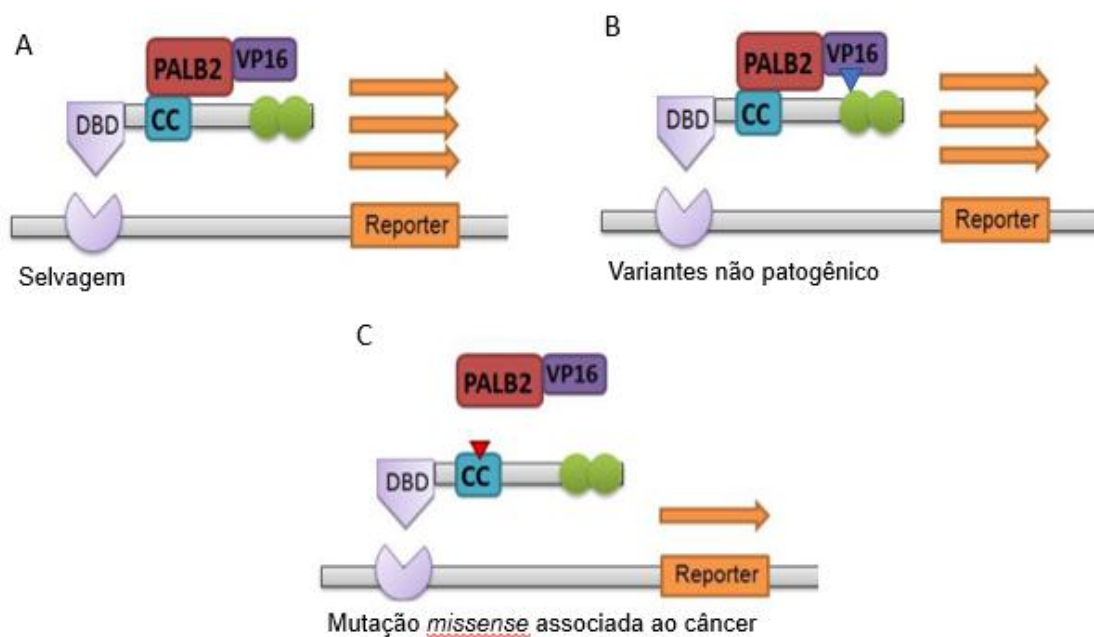 A
PALB2 VP16
DBD CC
Reporter
Selvagem
B
PALB2 VP16
DBD CC
Reporter
Variantes não patogênico
C
PALB2 VP16
DBD CC
Reporter
Mutação missense associada ao câncer